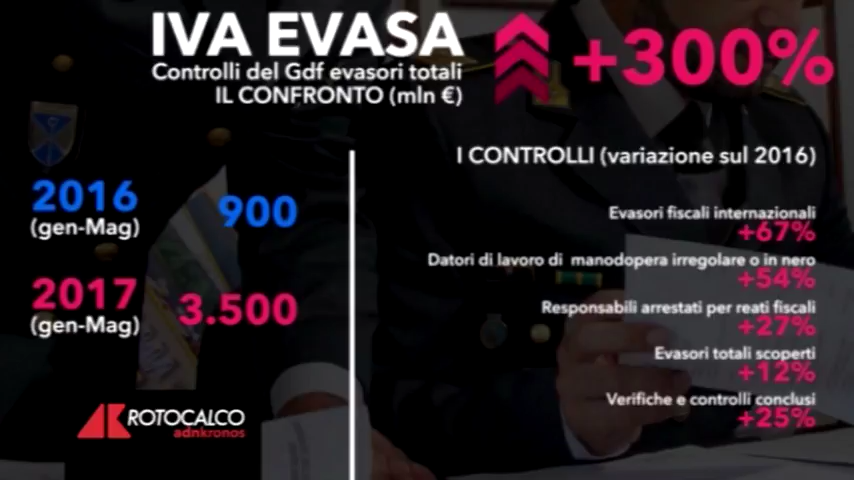 IVA EVASA
Controlli del Gdf evasori totali
IL CONFRONTO (mln €)
+300%
2016
(gen-Mag)
900
2017
(gen-Mag)
3.500
I CONTROLLI (variazione sul 2016)
Evasori fiscali internazionali
+67%
Datori di lavoro di manodopera irregolare o in nero
+54%
Responsabili arrestati per reati fiscali
+27%
Evasori totali scoperti
+12%
Verifiche e controlli conclusi
+25%
ROTOCALCO
adnkronos